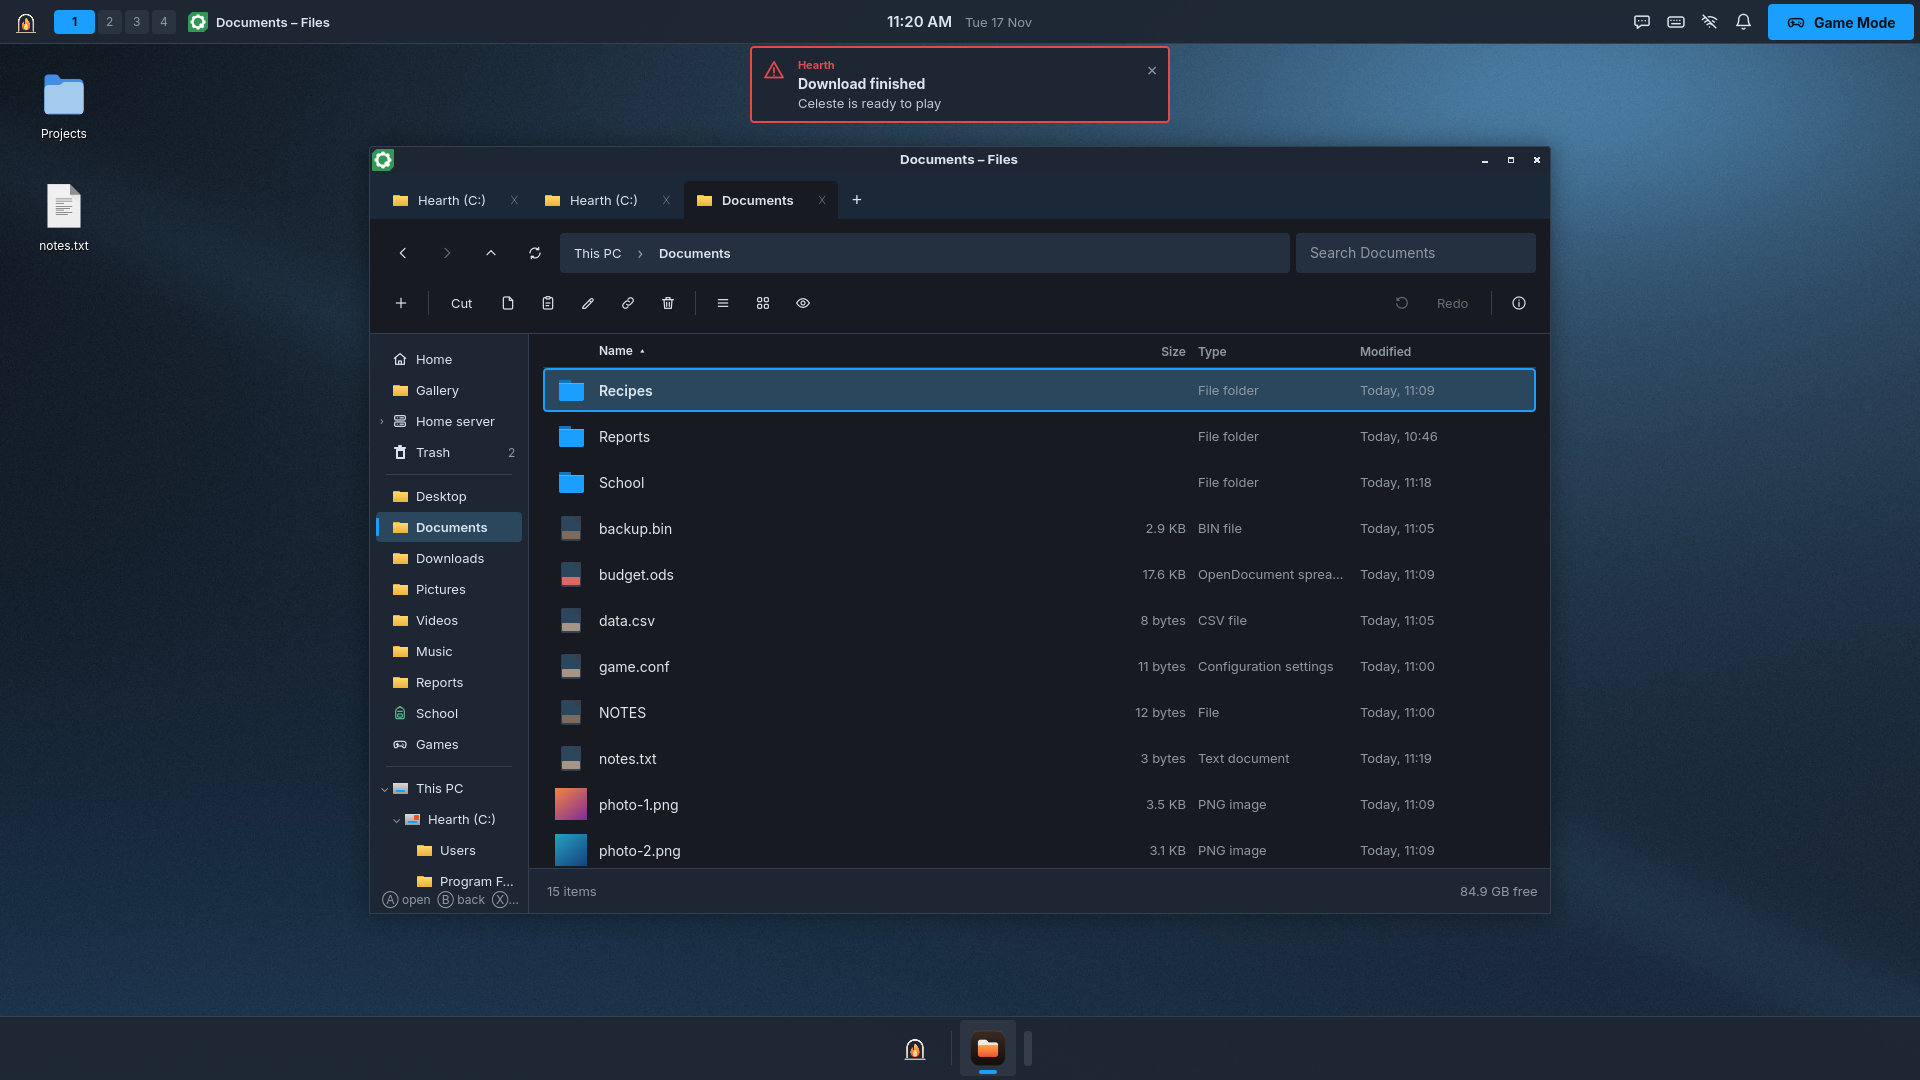 1 2 3 4 Documents – Files 11:20 AM Tue 17 Nov Game Mode
Hearth
Download finished
Celeste is ready to play
Projects
notes.txt
Documents – Files
Hearth (C:) X Hearth (C:) X Documents X +
This PC › Documents Search Documents
Cut Redo
Home
Gallery
Home server
Trash 2
Desktop
Documents
Downloads
Pictures
Videos
Music
Reports
School
Games
This PC
Hearth (C:)
Users
Program F...
A open B back X...
Name Size Type Modified
Recipes File folder Today, 11:09
Reports File folder Today, 10:46
School File folder Today, 11:18
backup.bin 2.9 KB BIN file Today, 11:05
budget.ods 17.6 KB OpenDocument sprea... Today, 11:09
data.csv 8 bytes CSV file Today, 11:05
game.conf 11 bytes Configuration settings Today, 11:00
NOTES 12 bytes File Today, 11:00
notes.txt 3 bytes Text document Today, 11:19
photo-1.png 3.5 KB PNG image Today, 11:09
photo-2.png 3.1 KB PNG image Today, 11:09
15 items 84.9 GB free